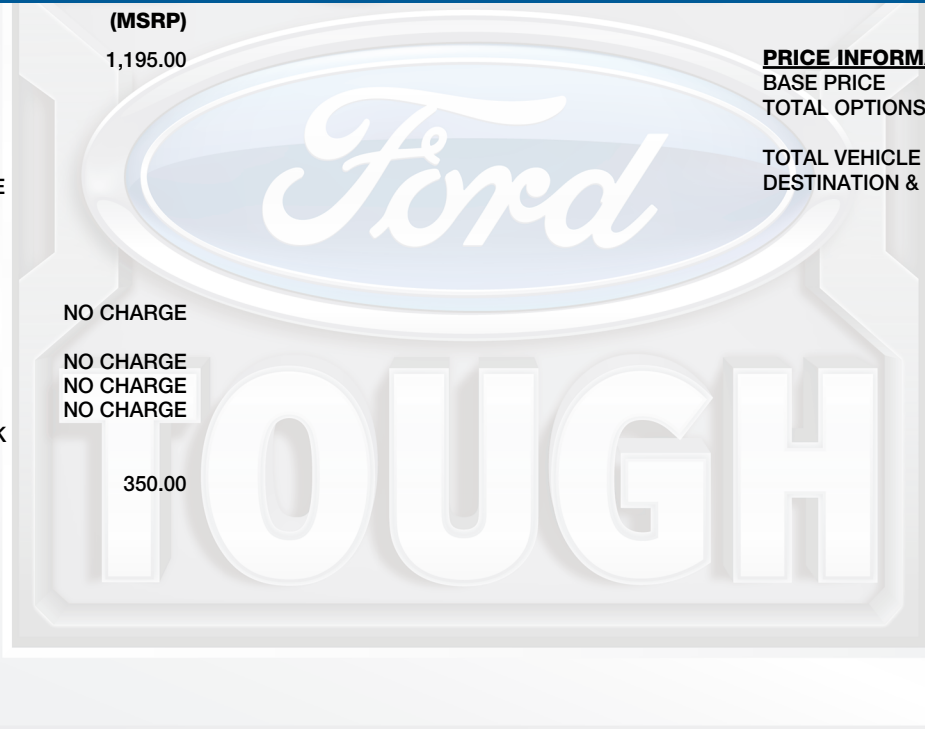 (MSRP)
1,195.00
PRICE INFORM
BASE PRICE
TOTAL OPTIONS
TOTAL VEHICLE
DESTINATION &
E
NO CHARGE
NO CHARGE
NO CHARGE
NO CHARGE
K
350.00
Ford
TOUGH